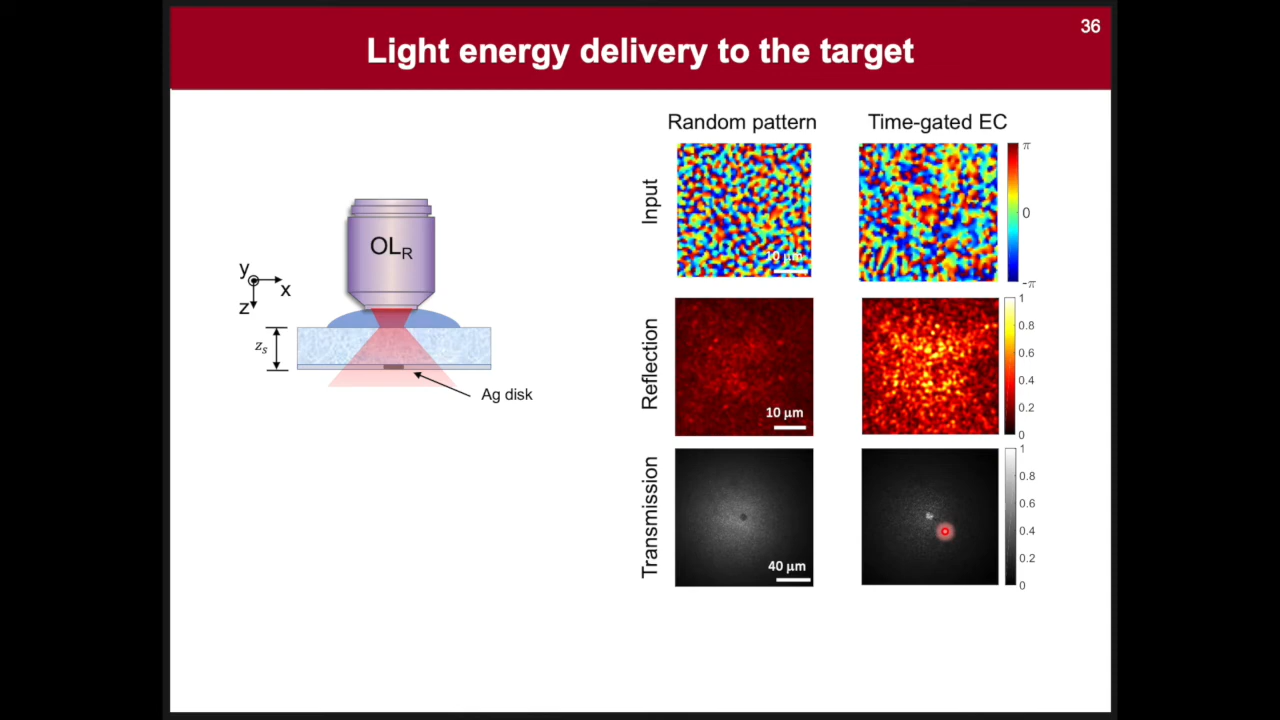 36
Light energy delivery to the target
Random pattern
Time-gated EC
Input
10 μm
π
0
-π
OL_R
y
x
z
z_s
Ag disk
Reflection
10 μm
1
0.8
0.6
0.4
0.2
0
Transmission
40 μm
1
0.8
0.6
0.4
0.2
0